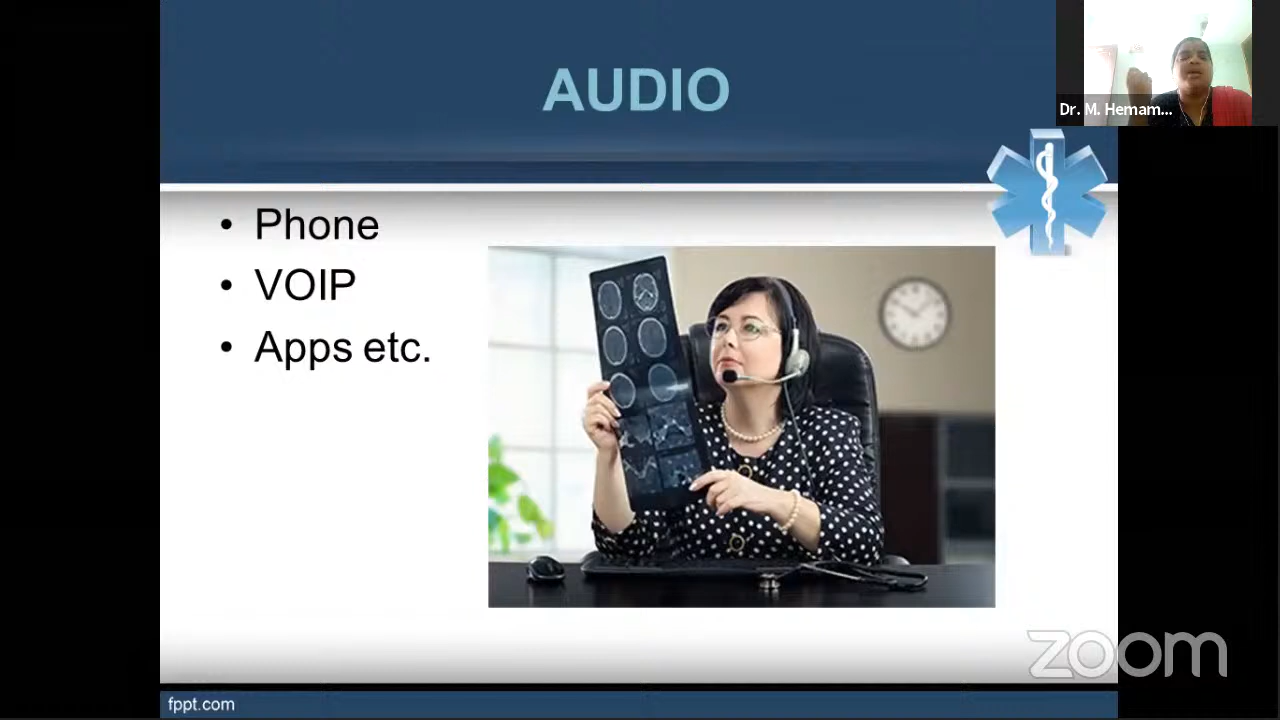 AUDIO
Dr. M. Hemam...
• Phone
• VOIP
• Apps etc.
zoom
fppt.com